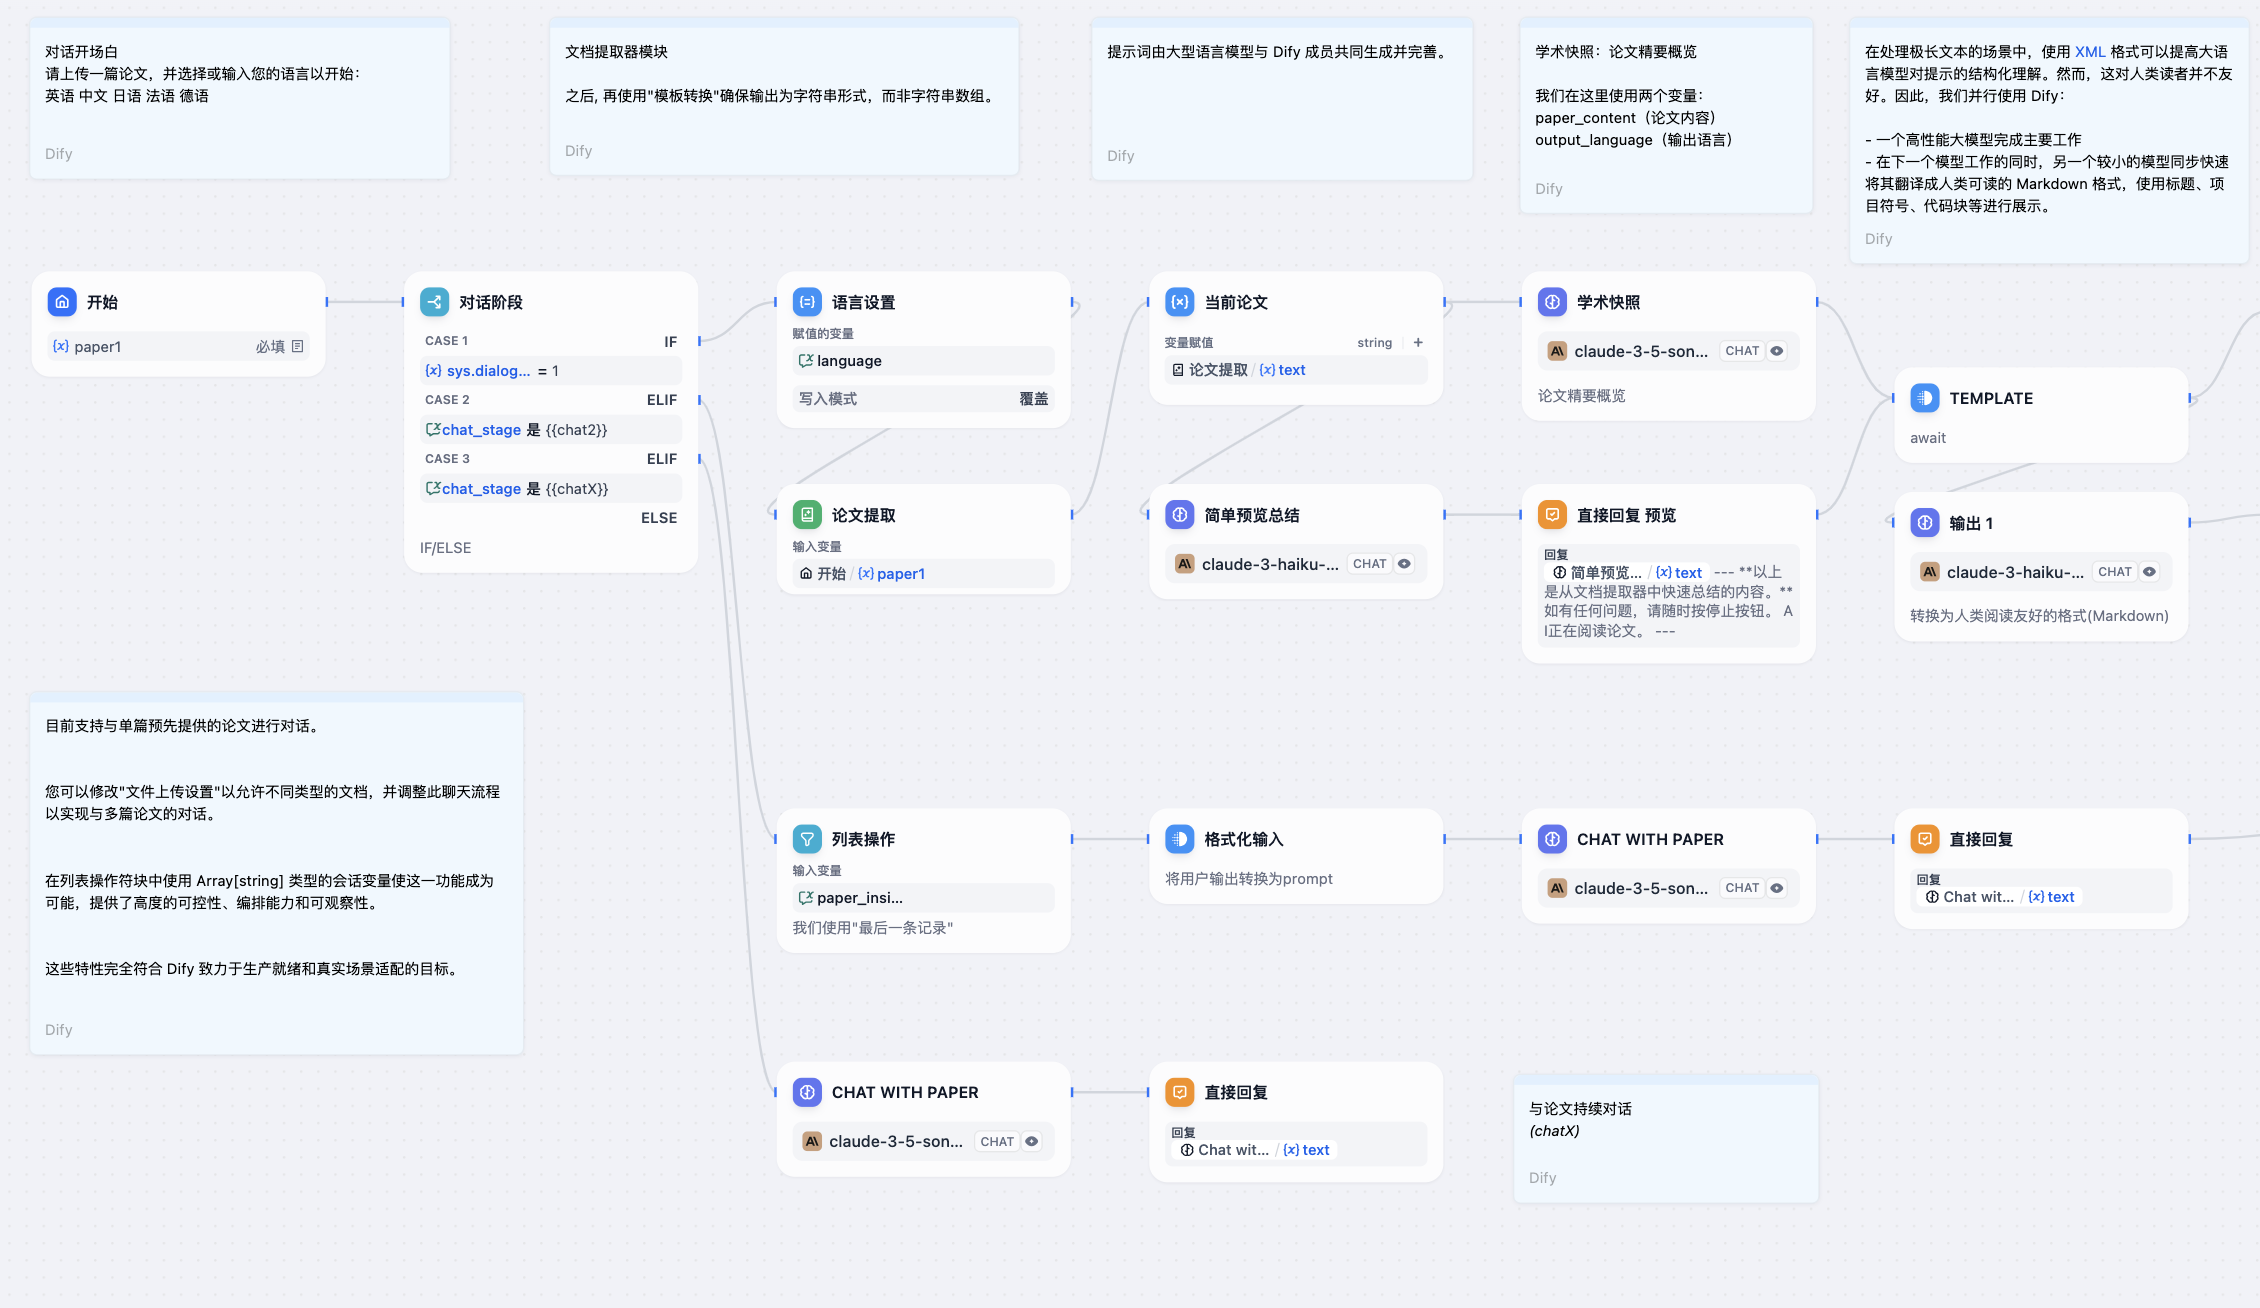 对话开场白
请上传一篇论文，并选择或输入您的语言以开始：
英语 中文 日语 法语 德语
Dify
文档提取器模块
之后, 再使用"模板转换"确保输出为字符串形式，而非字符串数组。
Dify
提示词由大型语言模型与 Dify 成员共同生成并完善。
Dify
学术快照：论文精要概览
我们在这里使用两个变量：
paper_content（论文内容）
output_language（输出语言）
Dify
在处理极长文本的场景中，使用 XML 格式可以提高大语
言模型对提示的结构化理解。然而，这对人类读者并不友
好。因此，我们并行使用 Dify：
- 一个高性能大模型完成主要工作
- 在下一个模型工作的同时，另一个较小的模型同步快速
将其翻译成人类可读的 Markdown 格式，使用标题、项
目符号、代码块等进行展示。
Dify
开始
{x} paper1 必填
对话阶段
CASE 1 IF
{x} sys.dialog... = 1
CASE 2 ELIF
chat_stage 是 {{chat2}}
CASE 3 ELIF
chat_stage 是 {{chatX}}
ELSE
IF/ELSE
语言设置
赋值的变量
language
写入模式 覆盖
当前论文
变量赋值 string +
论文提取 / {x} text
学术快照
claude-3-5-son... CHAT
论文精要概览
TEMPLATE
await
论文提取
输入变量
开始 / {x} paper1
简单预览总结
claude-3-haiku-... CHAT
直接回复 预览
回复
简单预览... / {x} text --- **以上
是从文档提取器中快速总结的内容。**
如有任何问题，请随时按停止按钮。 A
I正在阅读论文。 ---
输出 1
claude-3-haiku-... CHAT
转换为人类阅读友好的格式(Markdown)
目前支持与单篇预先提供的论文进行对话。
您可以修改"文件上传设置"以允许不同类型的文档，并调整此聊天流程
以实现与多篇论文的对话。
在列表操作符块中使用 Array[string] 类型的会话变量使这一功能成为
可能，提供了高度的可控性、编排能力和可观察性。
这些特性完全符合 Dify 致力于生产就绪和真实场景适配的目标。
Dify
列表操作
输入变量
paper_insi...
我们使用"最后一条记录"
格式化输入
将用户输出转换为prompt
CHAT WITH PAPER
claude-3-5-son... CHAT
直接回复
回复
Chat wit... / {x} text
CHAT WITH PAPER
claude-3-5-son... CHAT
直接回复
回复
Chat wit... / {x} text
与论文持续对话
(chatX)
Dify